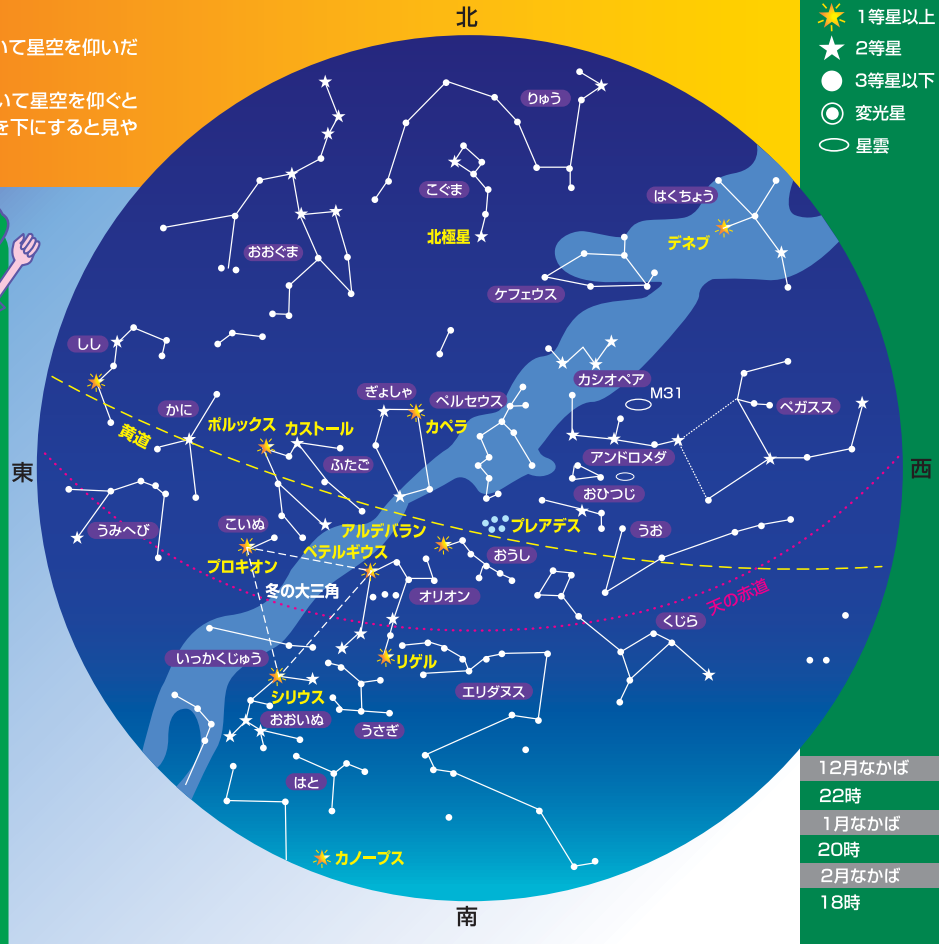 北
いて星空を仰いだ
いて星空を仰ぐと
を下にすると見や
1等星以上
2等星
3等星以下
変光星
星雲
りゅう
こぐま
はくちょう
北極星
デネブ
おおぐま
ケフェウス
しし
カシオペア
M31
ぎょしゃ
ペルセウス
かに
ペガスス
ポルックス
カストール
カペラ
黄道
アンドロメダ
東
ふたご
西
おひつじ
うみへび
こいぬ
アルデバラン
プレアデス
うお
ベテルギウス
おうし
プロキオン
冬の大三角
オリオン
天の赤道
くじら
いっかくじゅう
リゲル
エリダヌス
シリウス
おおいぬ
うさぎ
はと
カノープス
南
12月なかば
22時
1月なかば
20時
2月なかば
18時